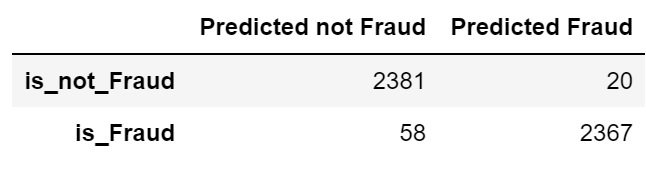 Predicted not Fraud Predicted Fraud
is_not_Fraud 2381 20
is_Fraud 58 2367